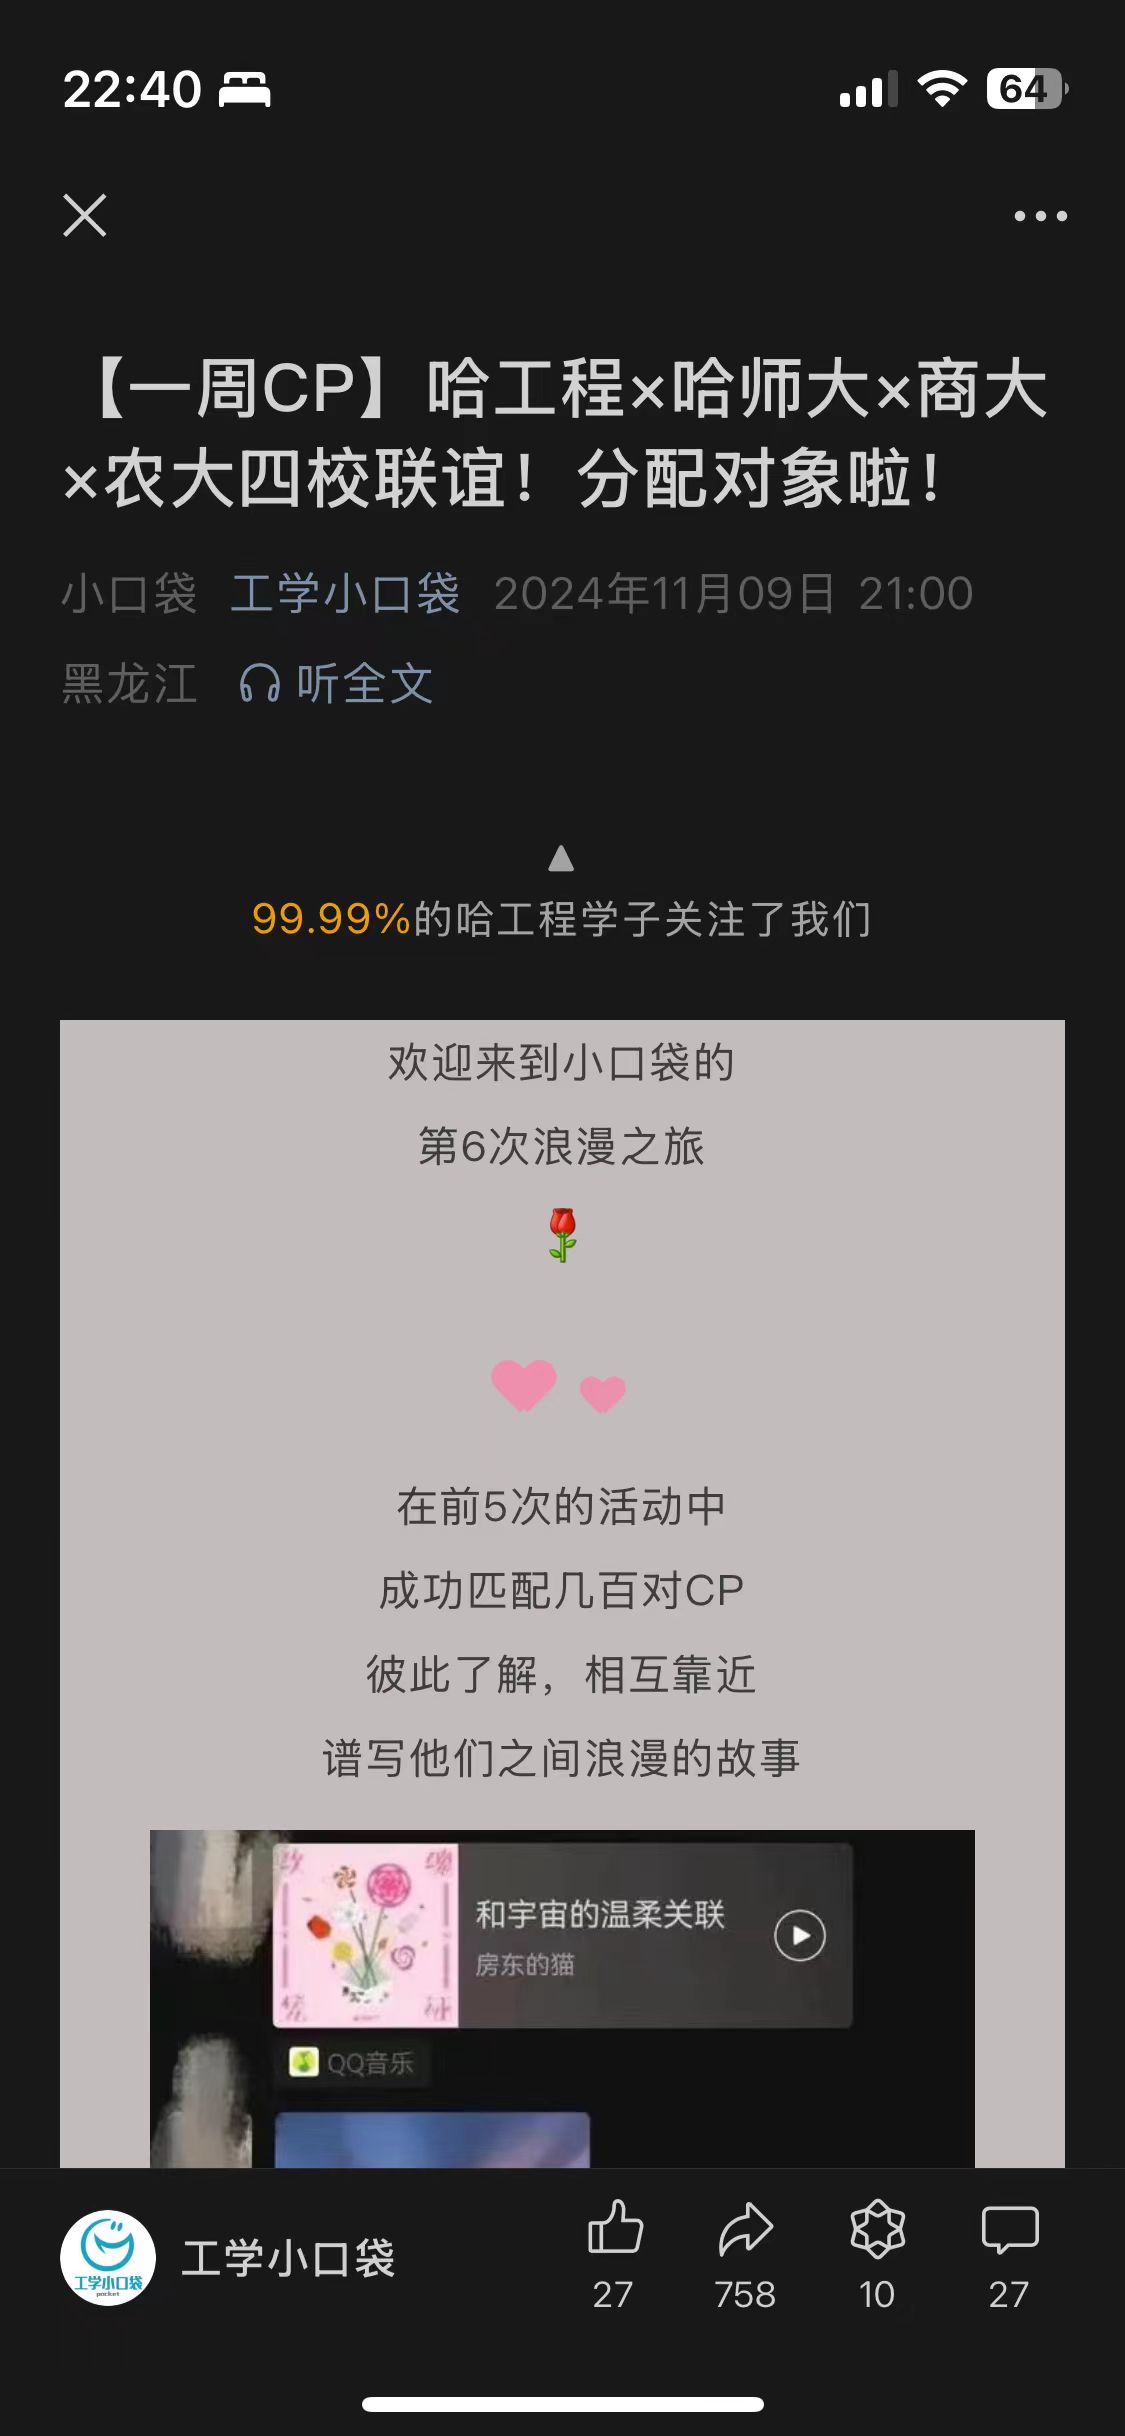 22:40
64
【一周CP】哈工程×哈师大×商大
×农大四校联谊！分配对象啦！
小口袋 工学小口袋 2024年11月09日 21:00
黑龙江 听全文
99.99%的哈工程学子关注了我们
欢迎来到小口袋的
第6次浪漫之旅
在前5次的活动中
成功匹配几百对CP
彼此了解，相互靠近
谱写他们之间浪漫的故事
和宇宙的温柔关联
房东的猫
QQ音乐
工学小口袋
pocket
工学小口袋
27 758 10 27